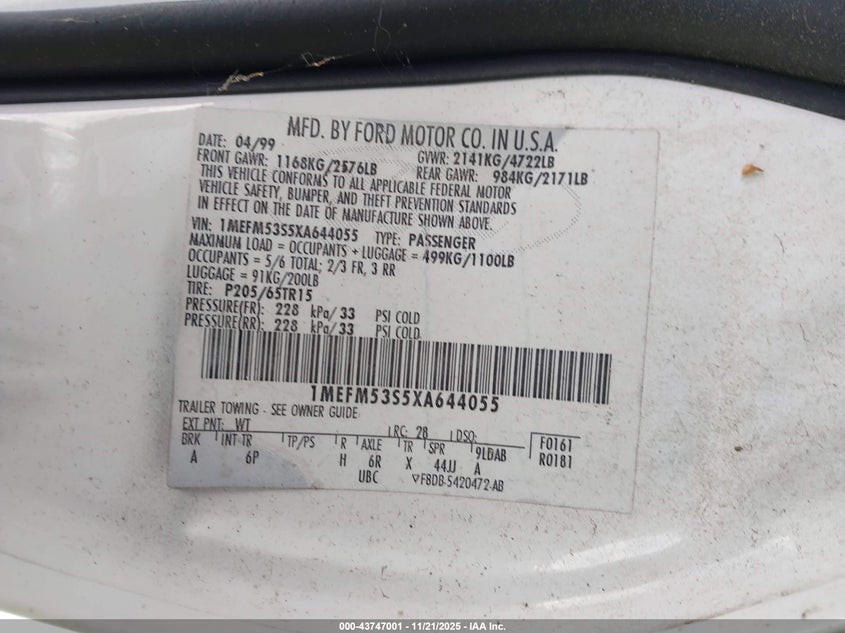 MFD. BY FORD MOTOR CO. IN U.S.A.
DATE: 04/99 GVWR: 2141KG/4722LB
FRONT GAWR: 1168KG/2576LB REAR GAWR: 984KG/2171LB
THIS VEHICLE CONFORMS TO ALL APPLICABLE FEDERAL MOTOR
VEHICLE SAFETY, BUMPER, AND THEFT PREVENTION STANDARDS
IN EFFECT ON THE DATE OF MANUFACTURE SHOWN ABOVE.
VIN: 1MEFM53S5XA644055 TYPE: PASSENGER
MAXIMUM LOAD = OCCUPANTS + LUGGAGE = 499KG/1100LB
OCCUPANTS = 5/6 TOTAL; 2/3 FR, 3 RR
LUGGAGE = 91KG/200LB
TIRE: P205/65TR15
PRESSURE(FR): 228 kPa/33 PSI COLD
PRESSURE(RR): 228 kPa/33 PSI COLD
1MEFM53S5XA644055
TRAILER TOWING - SEE OWNER GUIDE
EXT PNT: WT RC: 28 DSO: F0161
BRK INT TR TP/PS R AXLE TR SPR 9LDAB R0181
A 6P H 6R X 44JJ A
UBC F8DB-5420472-AB
000-43747001 - 11/21/2025 - IAA Inc.